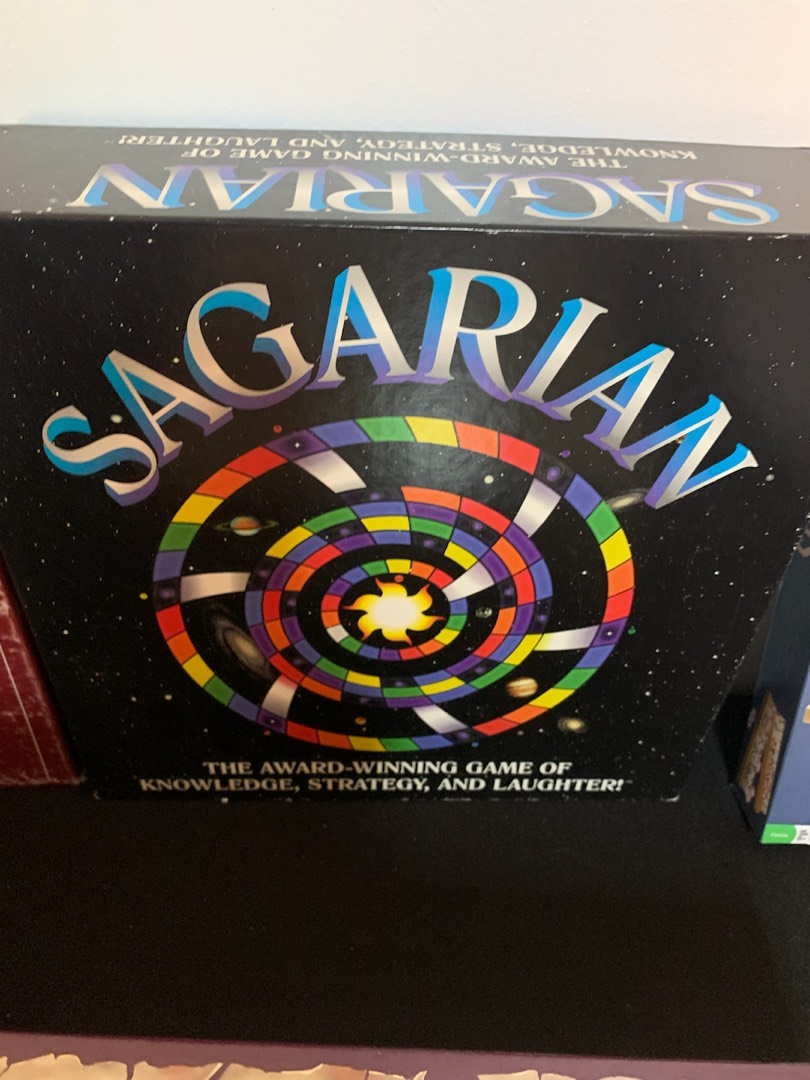 SAGARIAN
THE AWARD-WINNING GAME OF
KNOWLEDGE, STRATEGY, AND LAUGHTER!
SAGARIAN
THE AWARD-WINNING GAME OF
KNOWLEDGE, STRATEGY, AND LAUGHTER!